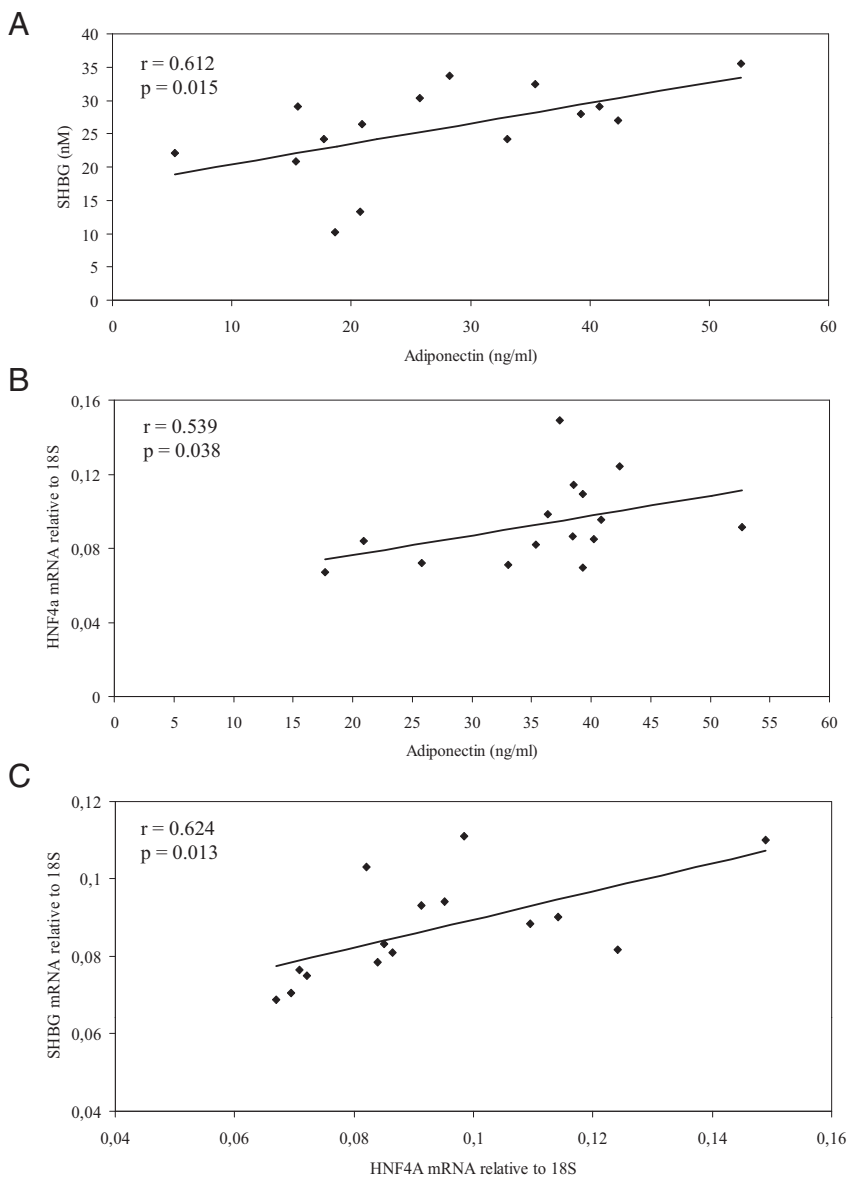 A
r = 0.612
p = 0.015
40
35
30
25
20
15
10
5
0
SHBG (nM)
0 10 20 30 40 50 60
Adiponectin (ng/ml)
B
r = 0.539
p = 0.038
0,16
0,12
0,08
0,04
0
HNF4a mRNA relative to 18S
0 5 10 15 20 25 30 35 40 45 50 55 60
Adiponectin (ng/ml)
C
r = 0.624
p = 0.013
0,12
0,1
0,08
0,06
0,04
SHBG mRNA relative to 18S
0,04 0,06 0,08 0,1 0,12 0,14 0,16
HNF4A mRNA relative to 18S